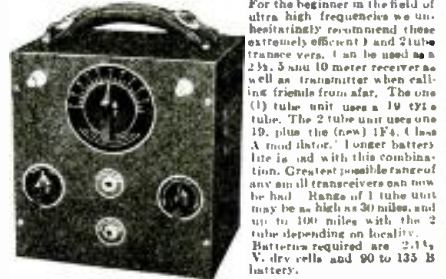 For the beginner in the field of
ultra high frequencies we un-
hesitatingly recommend these
extremely efficient 1 and 2 tube
transceivers. Can be used as a
2½, 5 and 10 meter receiver as
well as transmitter when call-
ing friends from afar. The one
(1) tube unit uses a 19 type
tube. The 2 tube unit uses one
19, plus the (new) 1F4, Class
A modulator. Longer battery
life is had with this combina-
tion. Greatest possible range of
any small transceivers can now
be had. Range of 1 tube unit
may be as high as 30 miles, and
up to 100 miles with the 2
tube depending on locality.
Batteries required are 2-1½
V. dry cells and 90 to 135 B
battery.